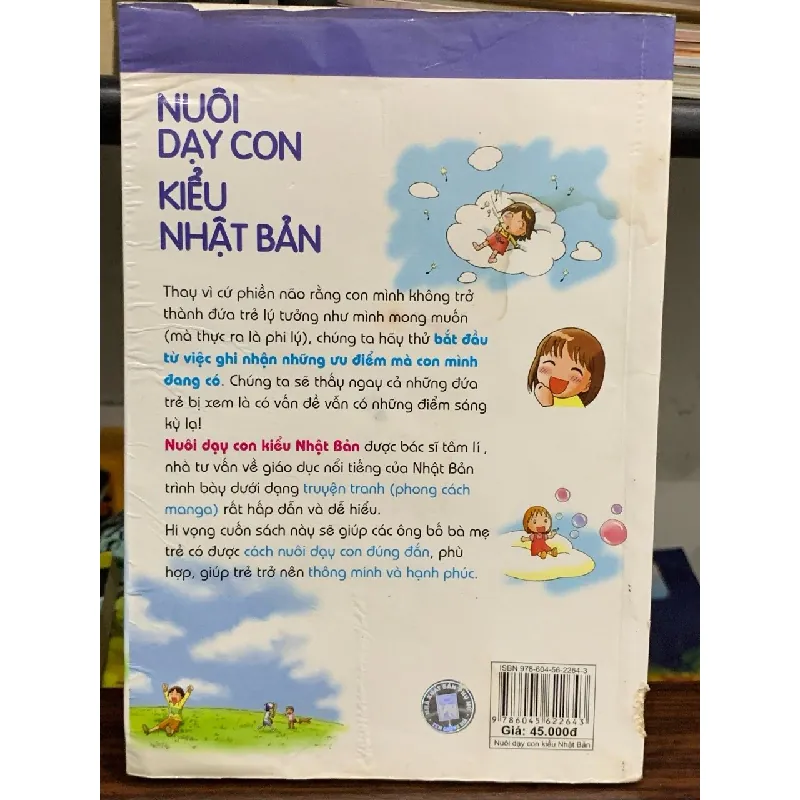 NUÔI
DẠY CON
KIỂU
NHẬT BẢN
Thay vì cứ phiền não rằng con mình không trở
thành đứa trẻ lý tưởng như mình mong muốn
(mà thực ra là phi lý), chúng ta hãy thử bắt đầu
từ việc ghi nhận những ưu điểm mà con mình
đang có. Chúng ta sẽ thấy ngay cả những đứa
trẻ bị xem là có vấn đề vẫn có những điểm sáng
kỳ lạ!
Nuôi dạy con kiểu Nhật Bản được bác sĩ tâm lí ,
nhà tư vấn về giáo dục nổi tiếng của Nhật Bản
trình bày dưới dạng truyện tranh (phong cách
manga) rất hấp dẫn và dễ hiểu.
Hi vọng cuốn sách này sẽ giúp các ông bố bà mẹ
trẻ có được cách nuôi dạy con đúng đắn, phù
hợp, giúp trẻ trở nên thông minh và hạnh phúc.
ISBN 978-604-56-2264-3
9 786045 622643
Giá: 45.000đ
Nuôi dạy con kiểu Nhật Bản